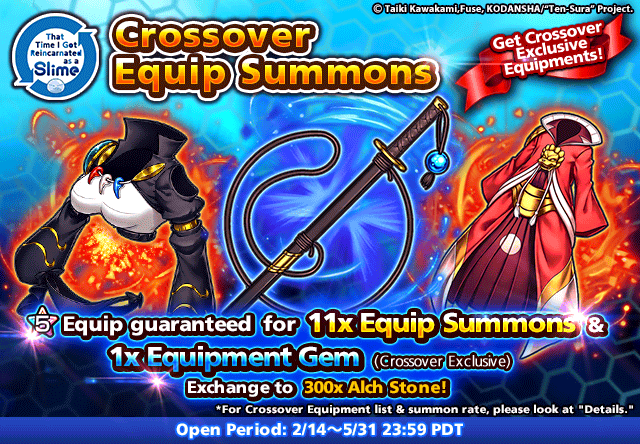 © Taiki Kawakami,Fuse, KODANSHA/"Ten-Sura" Project.
That
Time I Got
Reincarnated
as a
Slime
Crossover
Equip Summons
Get Crossover
Exclusive
Equipments!
5 Equip guaranteed for 11x Equip Summons &
1x Equipment Gem (Crossover Exclusive)
Exchange to 300x Alch Stone!
*For Crossover Equipment list & summon rate, please look at "Details."
Open Period: 2/14～5/31 23:59 PDT